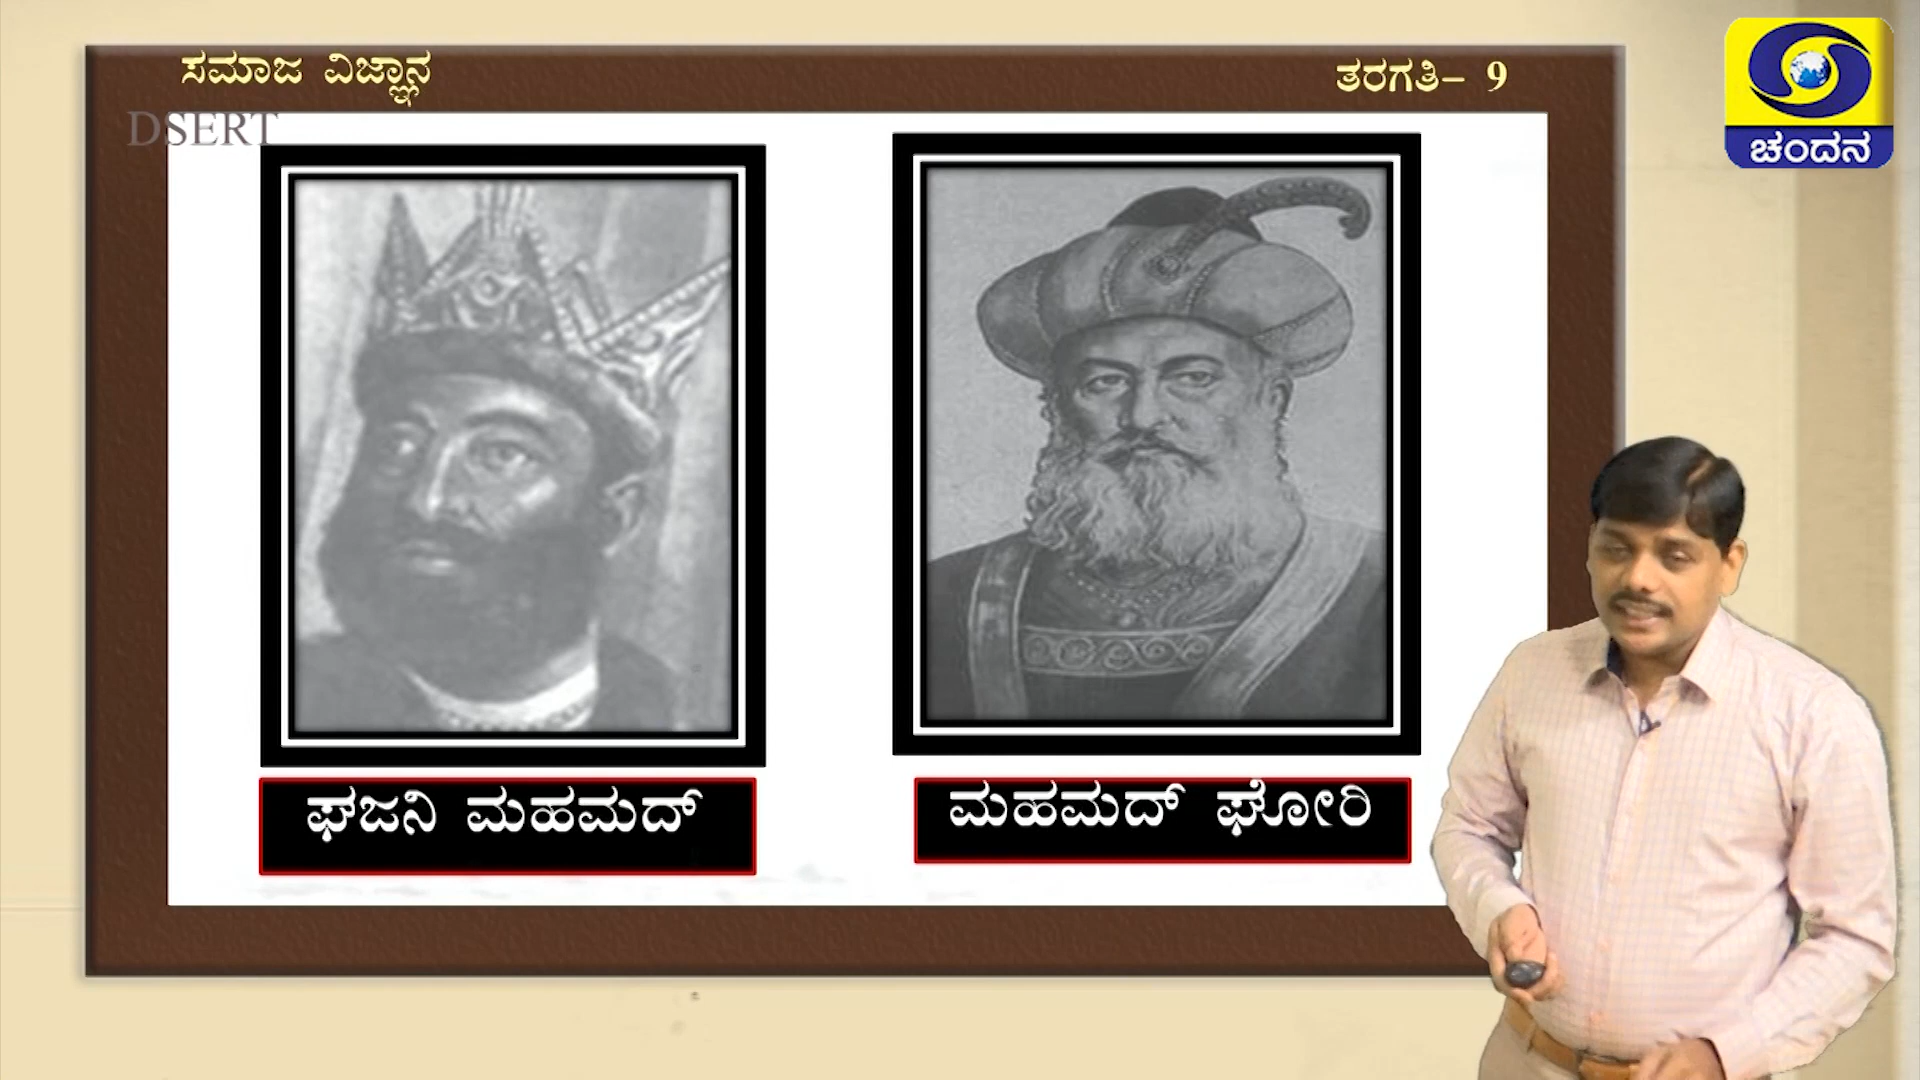 ಸಮಾಜ ವಿಜ್ಞಾನ
ತರಗತಿ– 9
DSERT
ಚಂದನ
ಘಜನಿ ಮಹಮದ್
ಮಹಮದ್ ಘೋರಿ